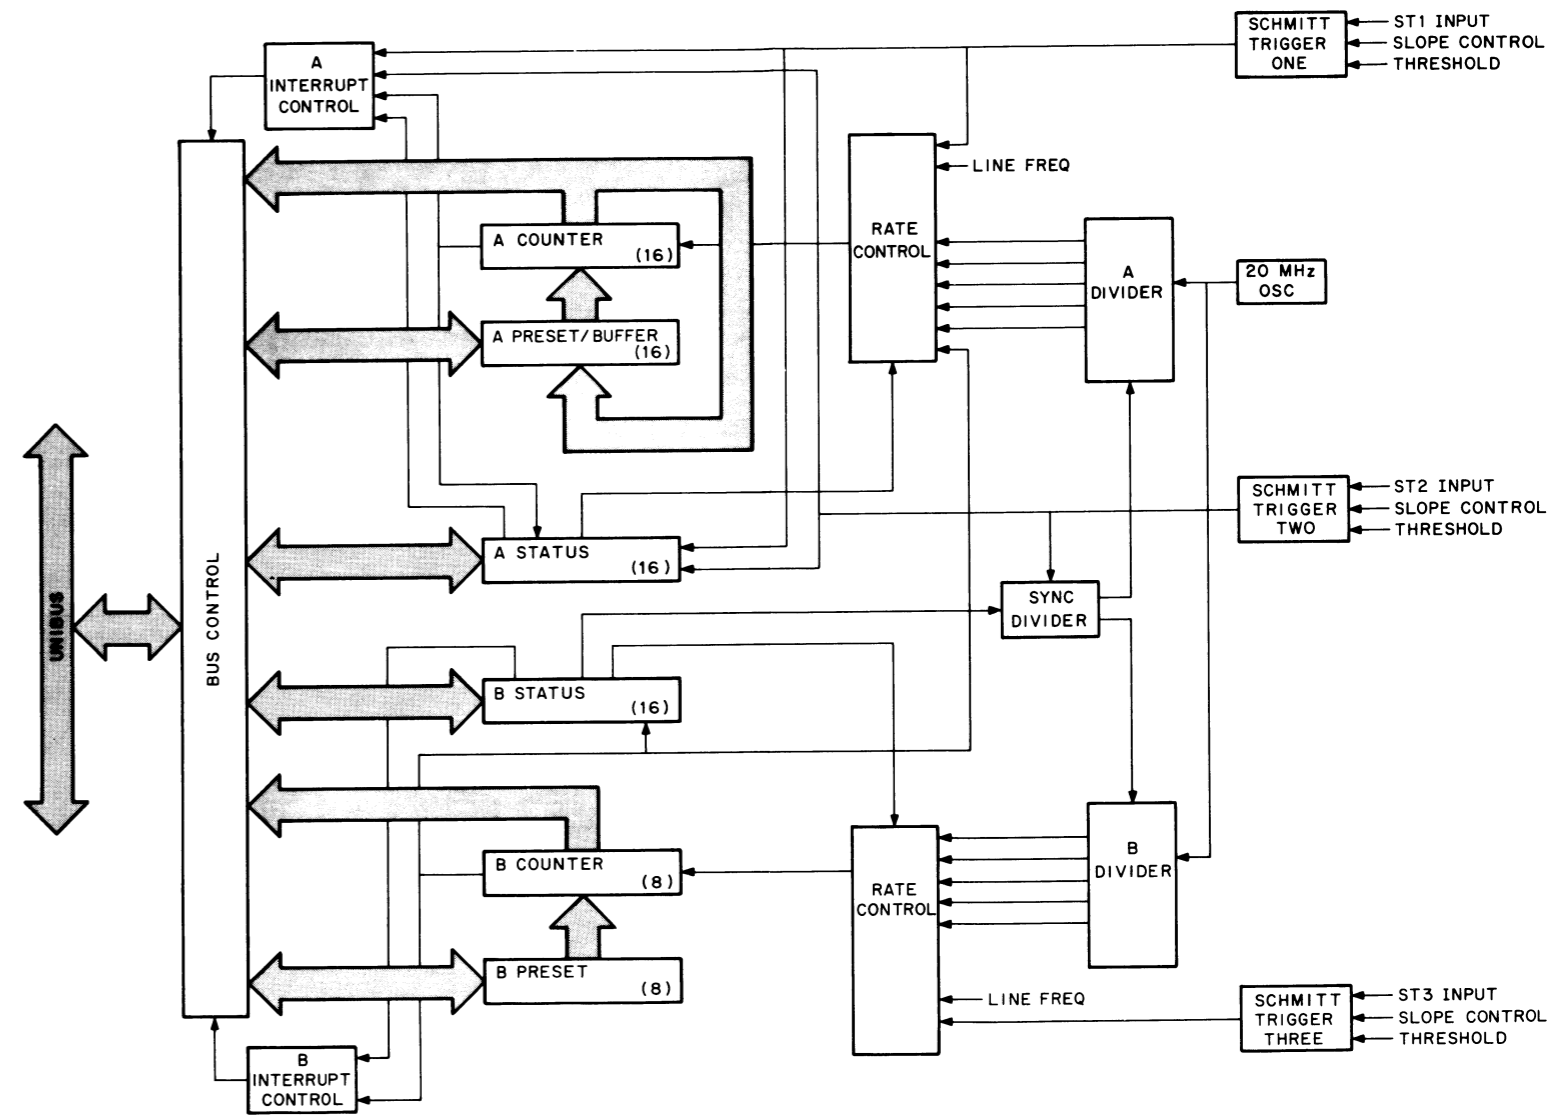 SCHMITT
TRIGGER
ONE
ST1 INPUT
SLOPE CONTROL
THRESHOLD
A
INTERRUPT
CONTROL
LINE FREQ
RATE
CONTROL
A COUNTER
(16)
A
DIVIDER
20 MHz
OSC
A PRESET/BUFFER
(16)
SCHMITT
TRIGGER
TWO
ST2 INPUT
SLOPE CONTROL
THRESHOLD
A STATUS
(16)
SYNC
DIVIDER
UNIBUS
BUS CONTROL
B STATUS
(16)
B COUNTER
(8)
RATE
CONTROL
B
DIVIDER
B PRESET
(8)
LINE FREQ
SCHMITT
TRIGGER
THREE
ST3 INPUT
SLOPE CONTROL
THRESHOLD
B
INTERRUPT
CONTROL